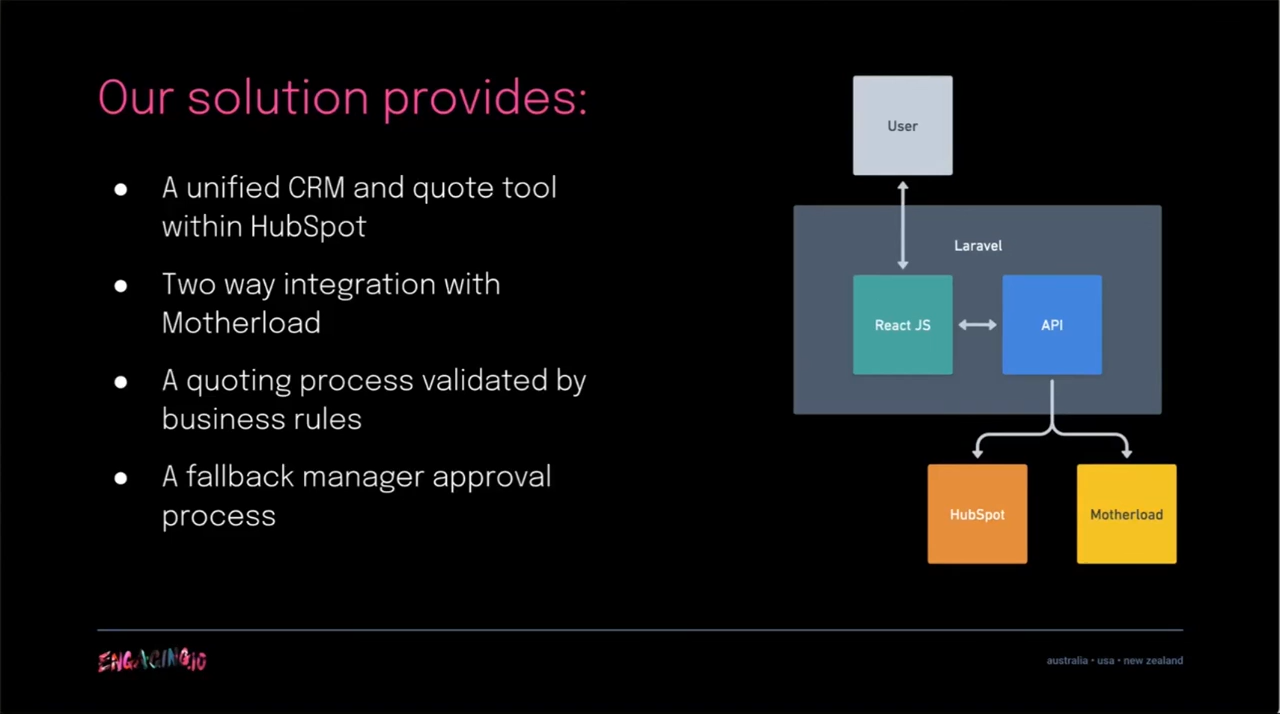 Our solution provides:
● A unified CRM and quote tool
within HubSpot
● Two way integration with
Motherload
● A quoting process validated by
business rules
● A fallback manager approval
process
User
Laravel
React JS
API
HubSpot
Motherload
ENGAGING.IO
australia • usa • new zealand